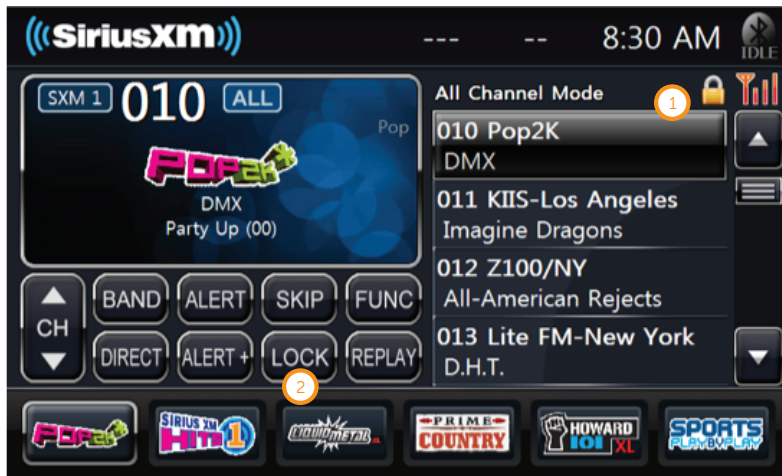 ((SiriusXM))
--- -- 8:30 AM
IDLE
SXM 1 010 ALL
Pop
POP2K
DMX
Party Up (00)
All Channel Mode
1
010 Pop2K
DMX
011 KIIS-Los Angeles
Imagine Dragons
012 Z100/NY
All-American Rejects
013 Lite FM-New York
D.H.T.
CH
BAND ALERT SKIP FUNC
DIRECT ALERT + LOCK REPLAY
2
POP2K
SIRIUS XM
HITS 1
LIQUID METAL XL
PRIME
COUNTRY
HOWARD
101 XL
SPORTS
PLAY BY PLAY